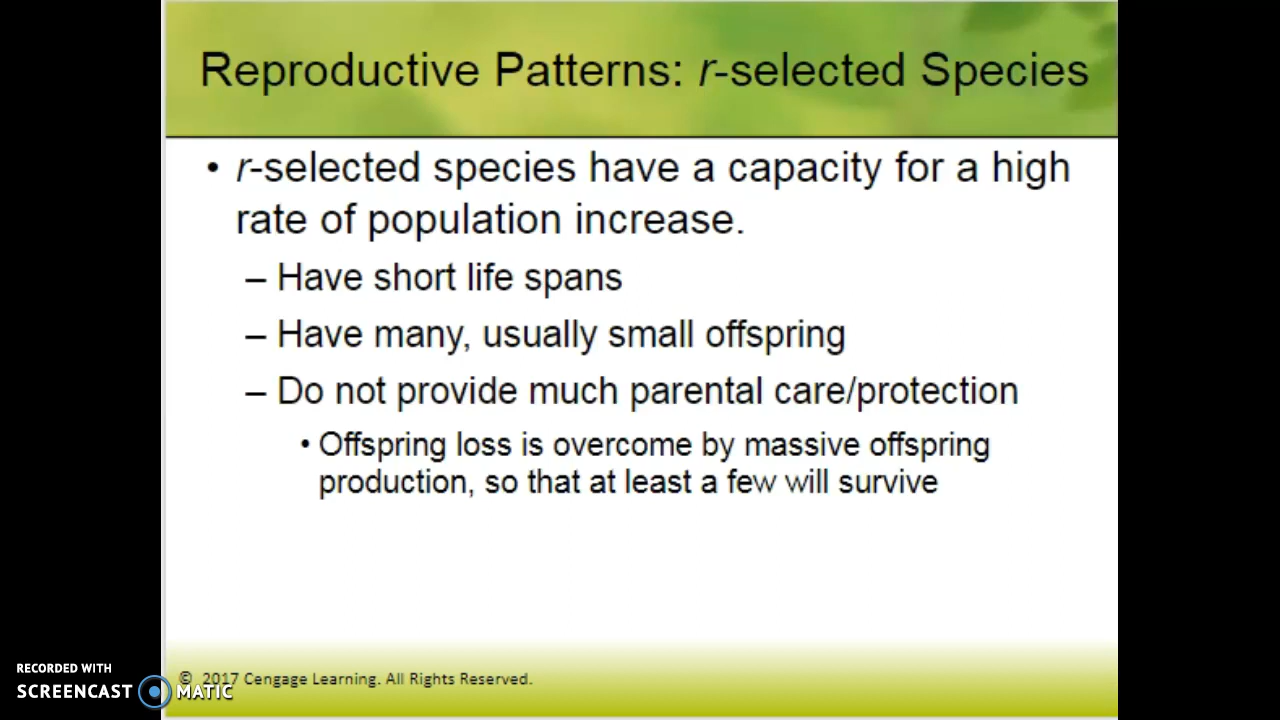 Reproductive Patterns: r-selected Species
• r-selected species have a capacity for a high
rate of population increase.
– Have short life spans
– Have many, usually small offspring
– Do not provide much parental care/protection
• Offspring loss is overcome by massive offspring
production, so that at least a few will survive
© 2017 Cengage Learning. All Rights Reserved.
RECORDED WITH
SCREENCAST MATIC